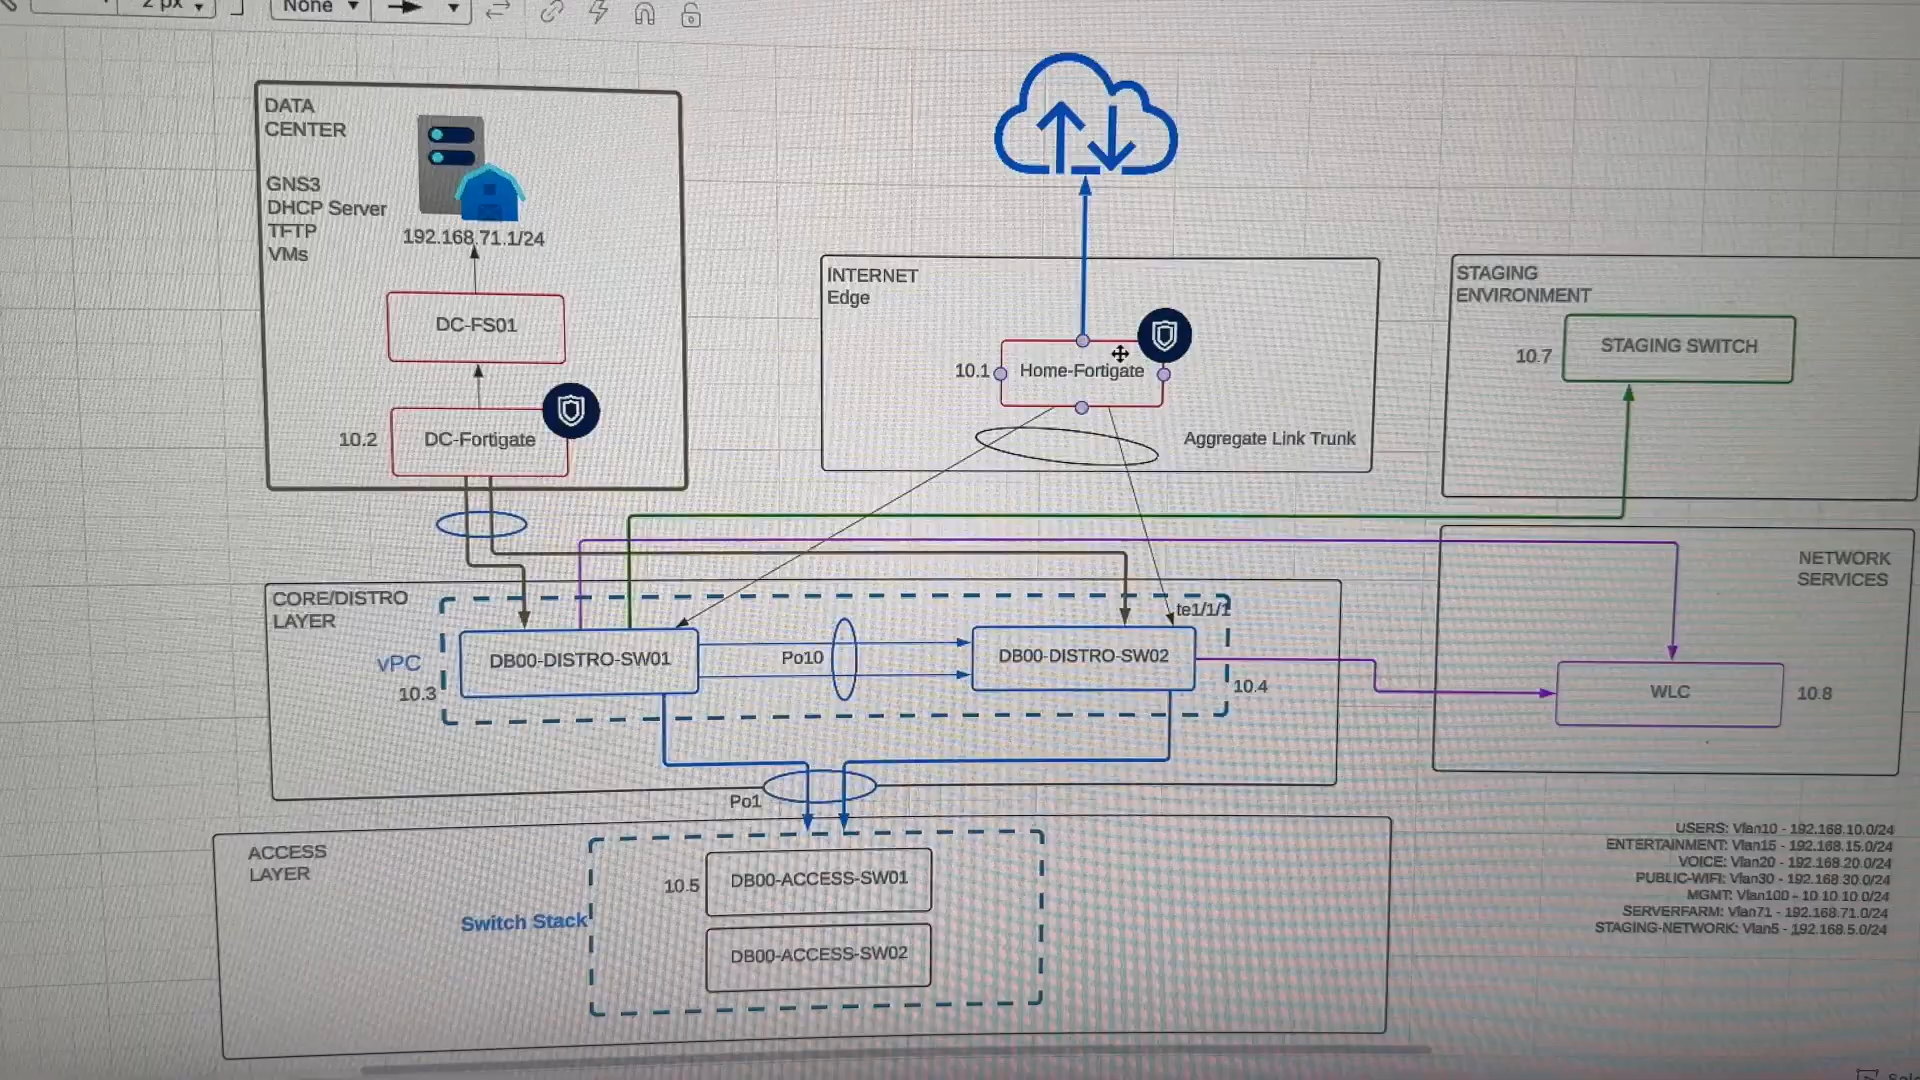 2 px
None
DATA
CENTER
GNS3
DHCP Server
TFTP
VMs
192.168.71.1/24
DC-FS01
10.2
DC-Fortigate
INTERNET
Edge
10.1
Home-Fortigate
Aggregate Link Trunk
STAGING
ENVIRONMENT
10.7
STAGING SWITCH
CORE/DISTRO
LAYER
vPC
10.3
DB00-DISTRO-SW01
Po10
te1/1/1
DB00-DISTRO-SW02
10.4
NETWORK
SERVICES
WLC
10.8
Po1
ACCESS
LAYER
Switch Stack
10.5
DB00-ACCESS-SW01
DB00-ACCESS-SW02
USERS: Vlan10 - 192.168.10.0/24
ENTERTAINMENT: Vlan15 - 192.168.15.0/24
VOICE: Vlan20 - 192.168.20.0/24
PUBLIC-WIFI: Vlan30 - 192.168 30.0/24
MGMT: Vlan100 - 10.10.10.0/24
SERVERFARM: Vlan71 - 192.168.71.0/24
STAGING-NETWORK: Vlan5 - 192.168.5.0/24